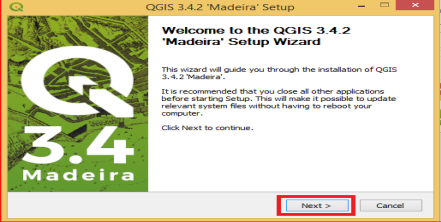 QGIS 3.4.2 'Madeira' Setup
Welcome to the QGIS 3.4.2
'Madeira' Setup Wizard
This wizard will guide you through the installation of QGIS
3.4.2 'Madeira'.
It is recommended that you close all other applications
before starting Setup. This will make it possible to update
relevant system files without having to reboot your
computer.
Click Next to continue.
3.4
Madeira
Next >
Cancel